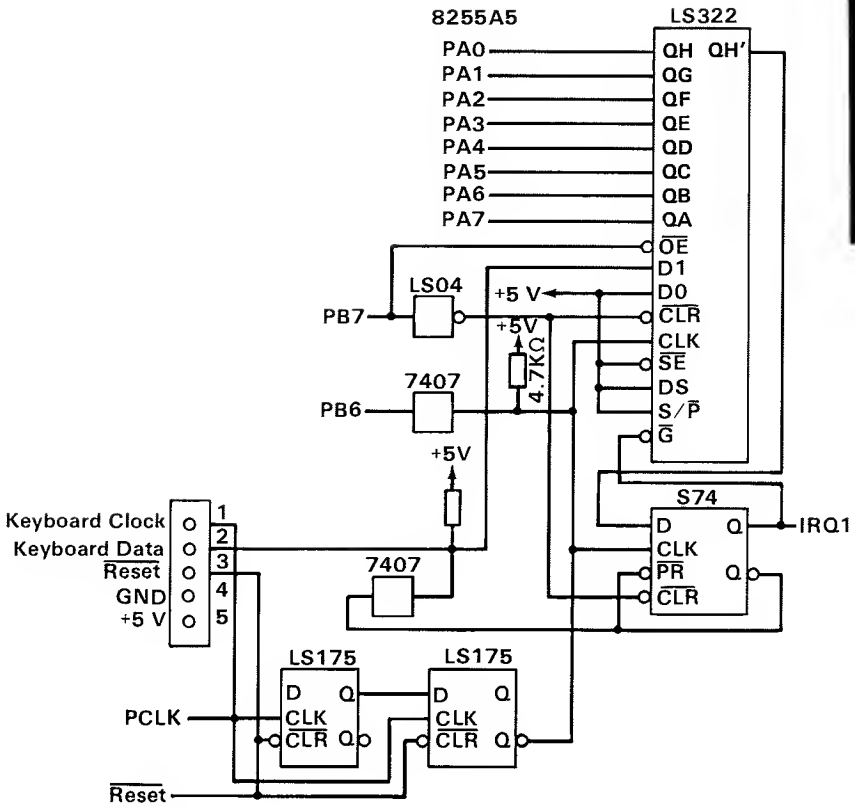 8255A5 LS322
PA0 QH QH'
PA1 QG
PA2 QF
PA3 QE
PA4 QD
PA5 QC
PA6 QB
PA7 QA
OE
D1
LS04 +5 V D0
PB7 +5V CLR
CLK
4.7KΩ
7407 SE
DS
PB6 S/P
+5V G
S74
Keyboard Clock 1 D Q IRQ1
Keyboard Data 2 CLK
Reset 3 7407 PR Q
GND 4 CLR
+5 V 5
LS175 LS175
D Q D Q
PCLK CLK CLK
CLR Q CLR Q
Reset